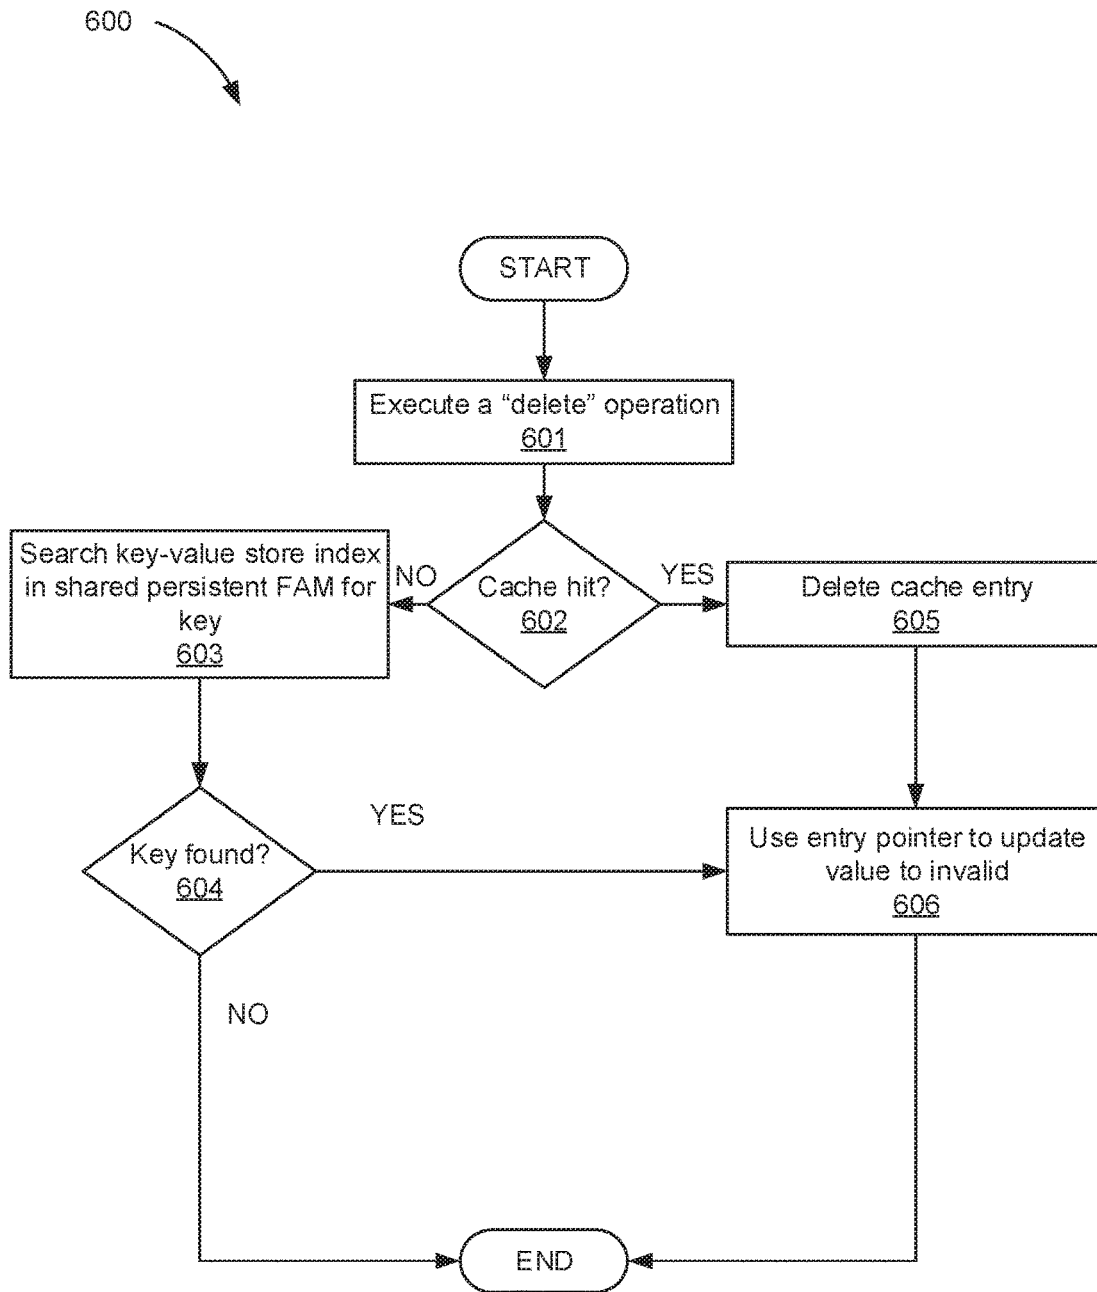 600
START
Execute a “delete” operation
601
Search key-value store index
in shared persistent FAM for
key
603
NO
Cache hit?
602
YES
Delete cache entry
605
Key found?
604
YES
Use entry pointer to update
value to invalid
606
NO
END